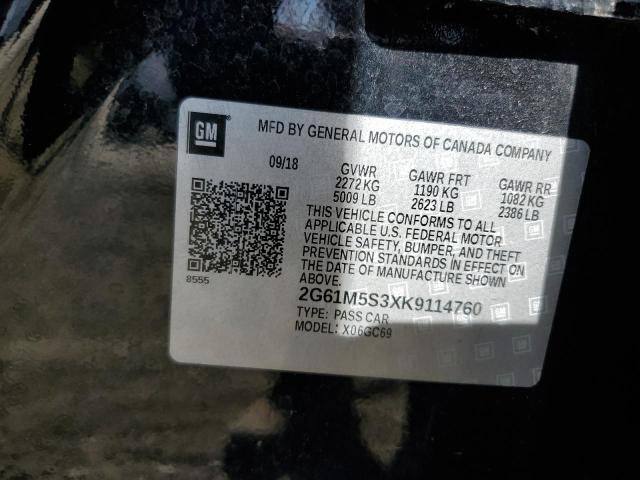 GM
MFD BY GENERAL MOTORS OF CANADA COMPANY
09/18 GVWR GAWR FRT GAWR RR
2272 KG 1190 KG 1082 KG
5009 LB 2623 LB 2386 LB
THIS VEHICLE CONFORMS TO ALL
APPLICABLE U.S. FEDERAL MOTOR
VEHICLE SAFETY, BUMPER, AND THEFT
PREVENTION STANDARDS IN EFFECT ON
THE DATE OF MANUFACTURE SHOWN
ABOVE.
8555
2G61M5S3XK9114760
TYPE: PASS CAR
MODEL: X06GC69